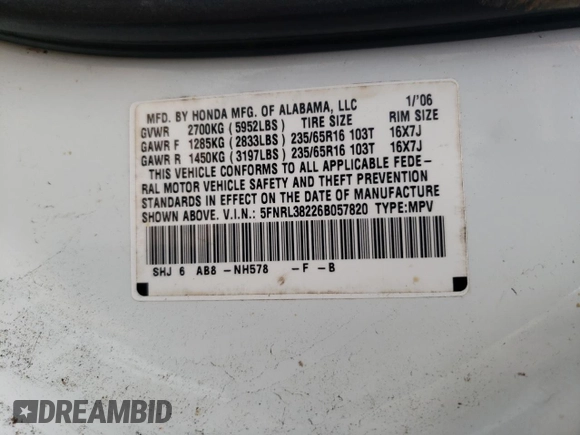 MFD. BY HONDA MFG. OF ALABAMA, LLC 1/'06
GVWR 2700KG (5952LBS) TIRE SIZE RIM SIZE
GAWR F 1285KG (2833LBS) 235/65R16 103T 16X7J
GAWR R 1450KG (3197LBS) 235/65R16 103T 16X7J
THIS VEHICLE CONFORMS TO ALL APPLICABLE FEDE-
RAL MOTOR VEHICLE SAFETY AND THEFT PREVENTION
STANDARDS IN EFFECT ON THE DATE OF MANUFACTURE
SHOWN ABOVE. V.I.N.: 5FNRL38226B057820 TYPE:MPV
SHJ 6 AB8 -NH578 -F -B
DREAMBID